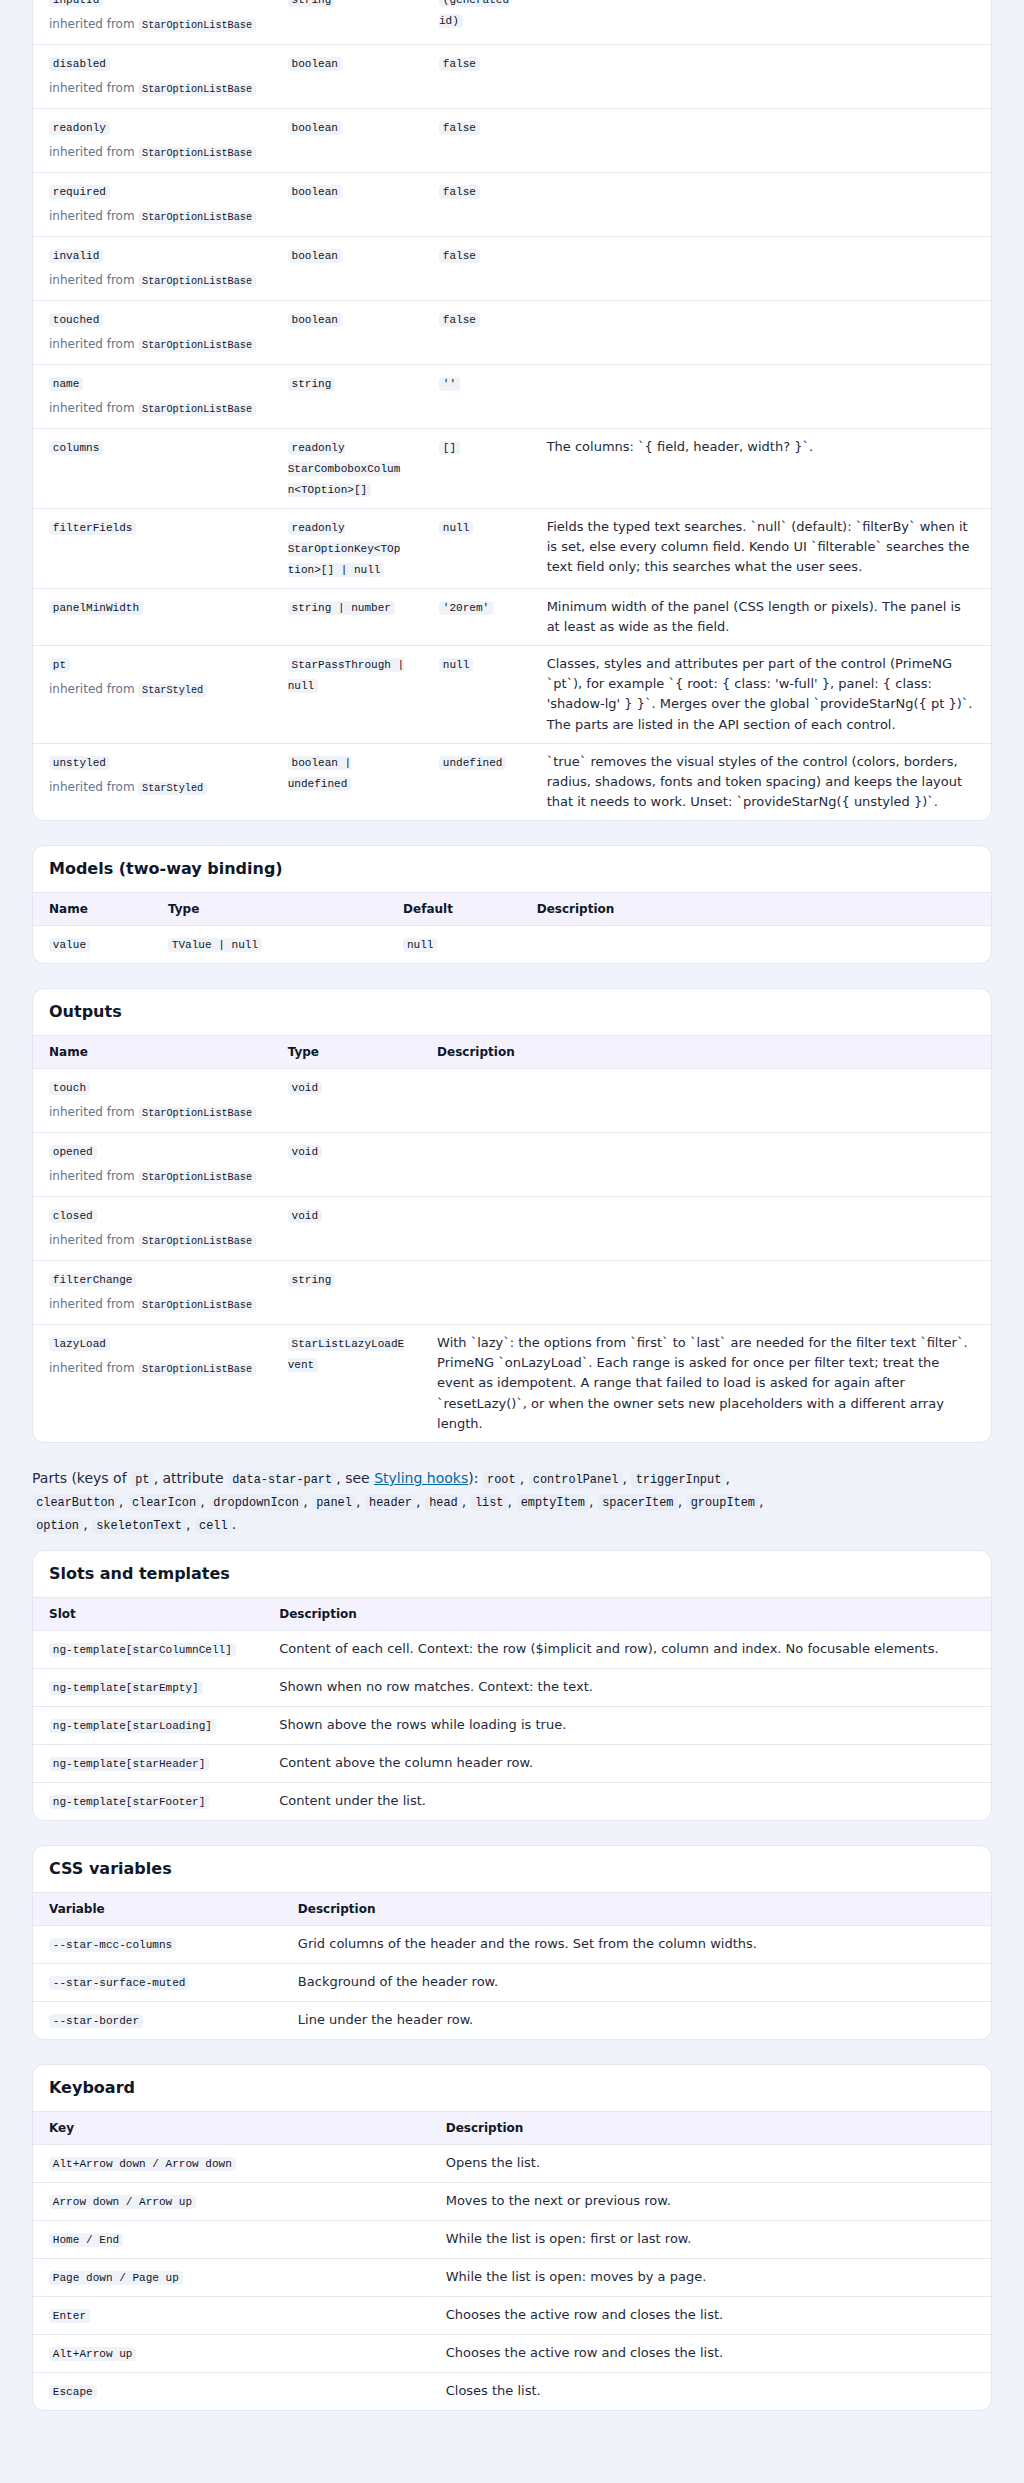 inputId string (generated
inherited from StarOptionListBase id)
disabled boolean false
inherited from StarOptionListBase
readonly boolean false
inherited from StarOptionListBase
required boolean false
inherited from StarOptionListBase
invalid boolean false
inherited from StarOptionListBase
touched boolean false
inherited from StarOptionListBase
name string ''
inherited from StarOptionListBase
columns readonly [] The columns: `{ field, header, width? }`.
StarComboboxColum
n<TOption>[]
filterFields readonly null Fields the typed text searches. `null` (default): `filterBy` when it
StarOptionKey<TOp is set, else every column field. Kendo UI `filterable` searches the
tion>[] | null text field only; this searches what the user sees.
panelMinWidth string | number '20rem' Minimum width of the panel (CSS length or pixels). The panel is
at least as wide as the field.
pt StarPassThrough | null Classes, styles and attributes per part of the control (PrimeNG
inherited from StarStyled null `pt`), for example `{ root: { class: 'w-full' }, panel: { class:
'shadow-lg' } }`. Merges over the global `provideStarNg({ pt })`.
The parts are listed in the API section of each control.
unstyled boolean | undefined `true` removes the visual styles of the control (colors, borders,
inherited from StarStyled undefined radius, shadows, fonts and token spacing) and keeps the layout
that it needs to work. Unset: `provideStarNg({ unstyled })`.
Models (two-way binding)
Name Type Default Description
value TValue | null null
Outputs
Name Type Description
touch void
inherited from StarOptionListBase
opened void
inherited from StarOptionListBase
closed void
inherited from StarOptionListBase
filterChange string
inherited from StarOptionListBase
lazyLoad StarListLazyLoadE With `lazy`: the options from `first` to `last` are needed for the filter text `filter`.
inherited from StarOptionListBase vent PrimeNG `onLazyLoad`. Each range is asked for once per filter text; treat the
event as idempotent. A range that failed to load is asked for again after
`resetLazy()`, or when the owner sets new placeholders with a different array
length.
Parts (keys of pt, attribute data-star-part, see Styling hooks): root, controlPanel, triggerInput,
clearButton, clearIcon, dropdownIcon, panel, header, head, list, emptyItem, spacerItem, groupItem,
option, skeletonText, cell.
Slots and templates
Slot Description
ng-template[starColumnCell] Content of each cell. Context: the row ($implicit and row), column and index. No focusable elements.
ng-template[starEmpty] Shown when no row matches. Context: the text.
ng-template[starLoading] Shown above the rows while loading is true.
ng-template[starHeader] Content above the column header row.
ng-template[starFooter] Content under the list.
CSS variables
Variable Description
--star-mcc-columns Grid columns of the header and the rows. Set from the column widths.
--star-surface-muted Background of the header row.
--star-border Line under the header row.
Keyboard
Key Description
Alt+Arrow down / Arrow down Opens the list.
Arrow down / Arrow up Moves to the next or previous row.
Home / End While the list is open: first or last row.
Page down / Page up While the list is open: moves by a page.
Enter Chooses the active row and closes the list.
Alt+Arrow up Chooses the active row and closes the list.
Escape Closes the list.